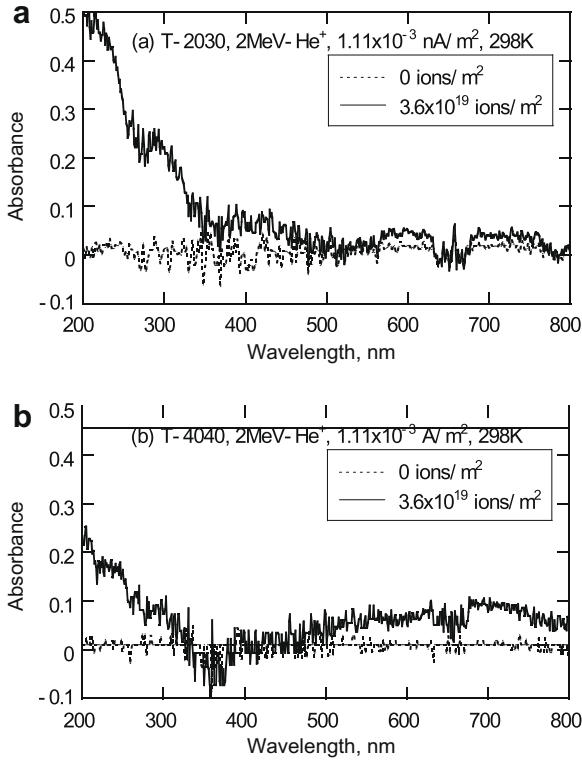 a
(a) T-2030, 2MeV-He⁺, 1.11x10⁻³ nA/m², 298K
0 ions/m²
3.6x10¹⁹ ions/m²
Absorbance
0.5
0.4
0.3
0.2
0.1
0
-0.1
200 300 400 500 600 700 800
Wavelength, nm
b
(b) T-4040, 2MeV-He⁺, 1.11x10⁻³ A/m², 298K
0 ions/m²
3.6x10¹⁹ ions/m²
Absorbance
0.5
0.4
0.3
0.2
0.1
0
-0.1
200 300 400 500 600 700 800
Wavelength, nm